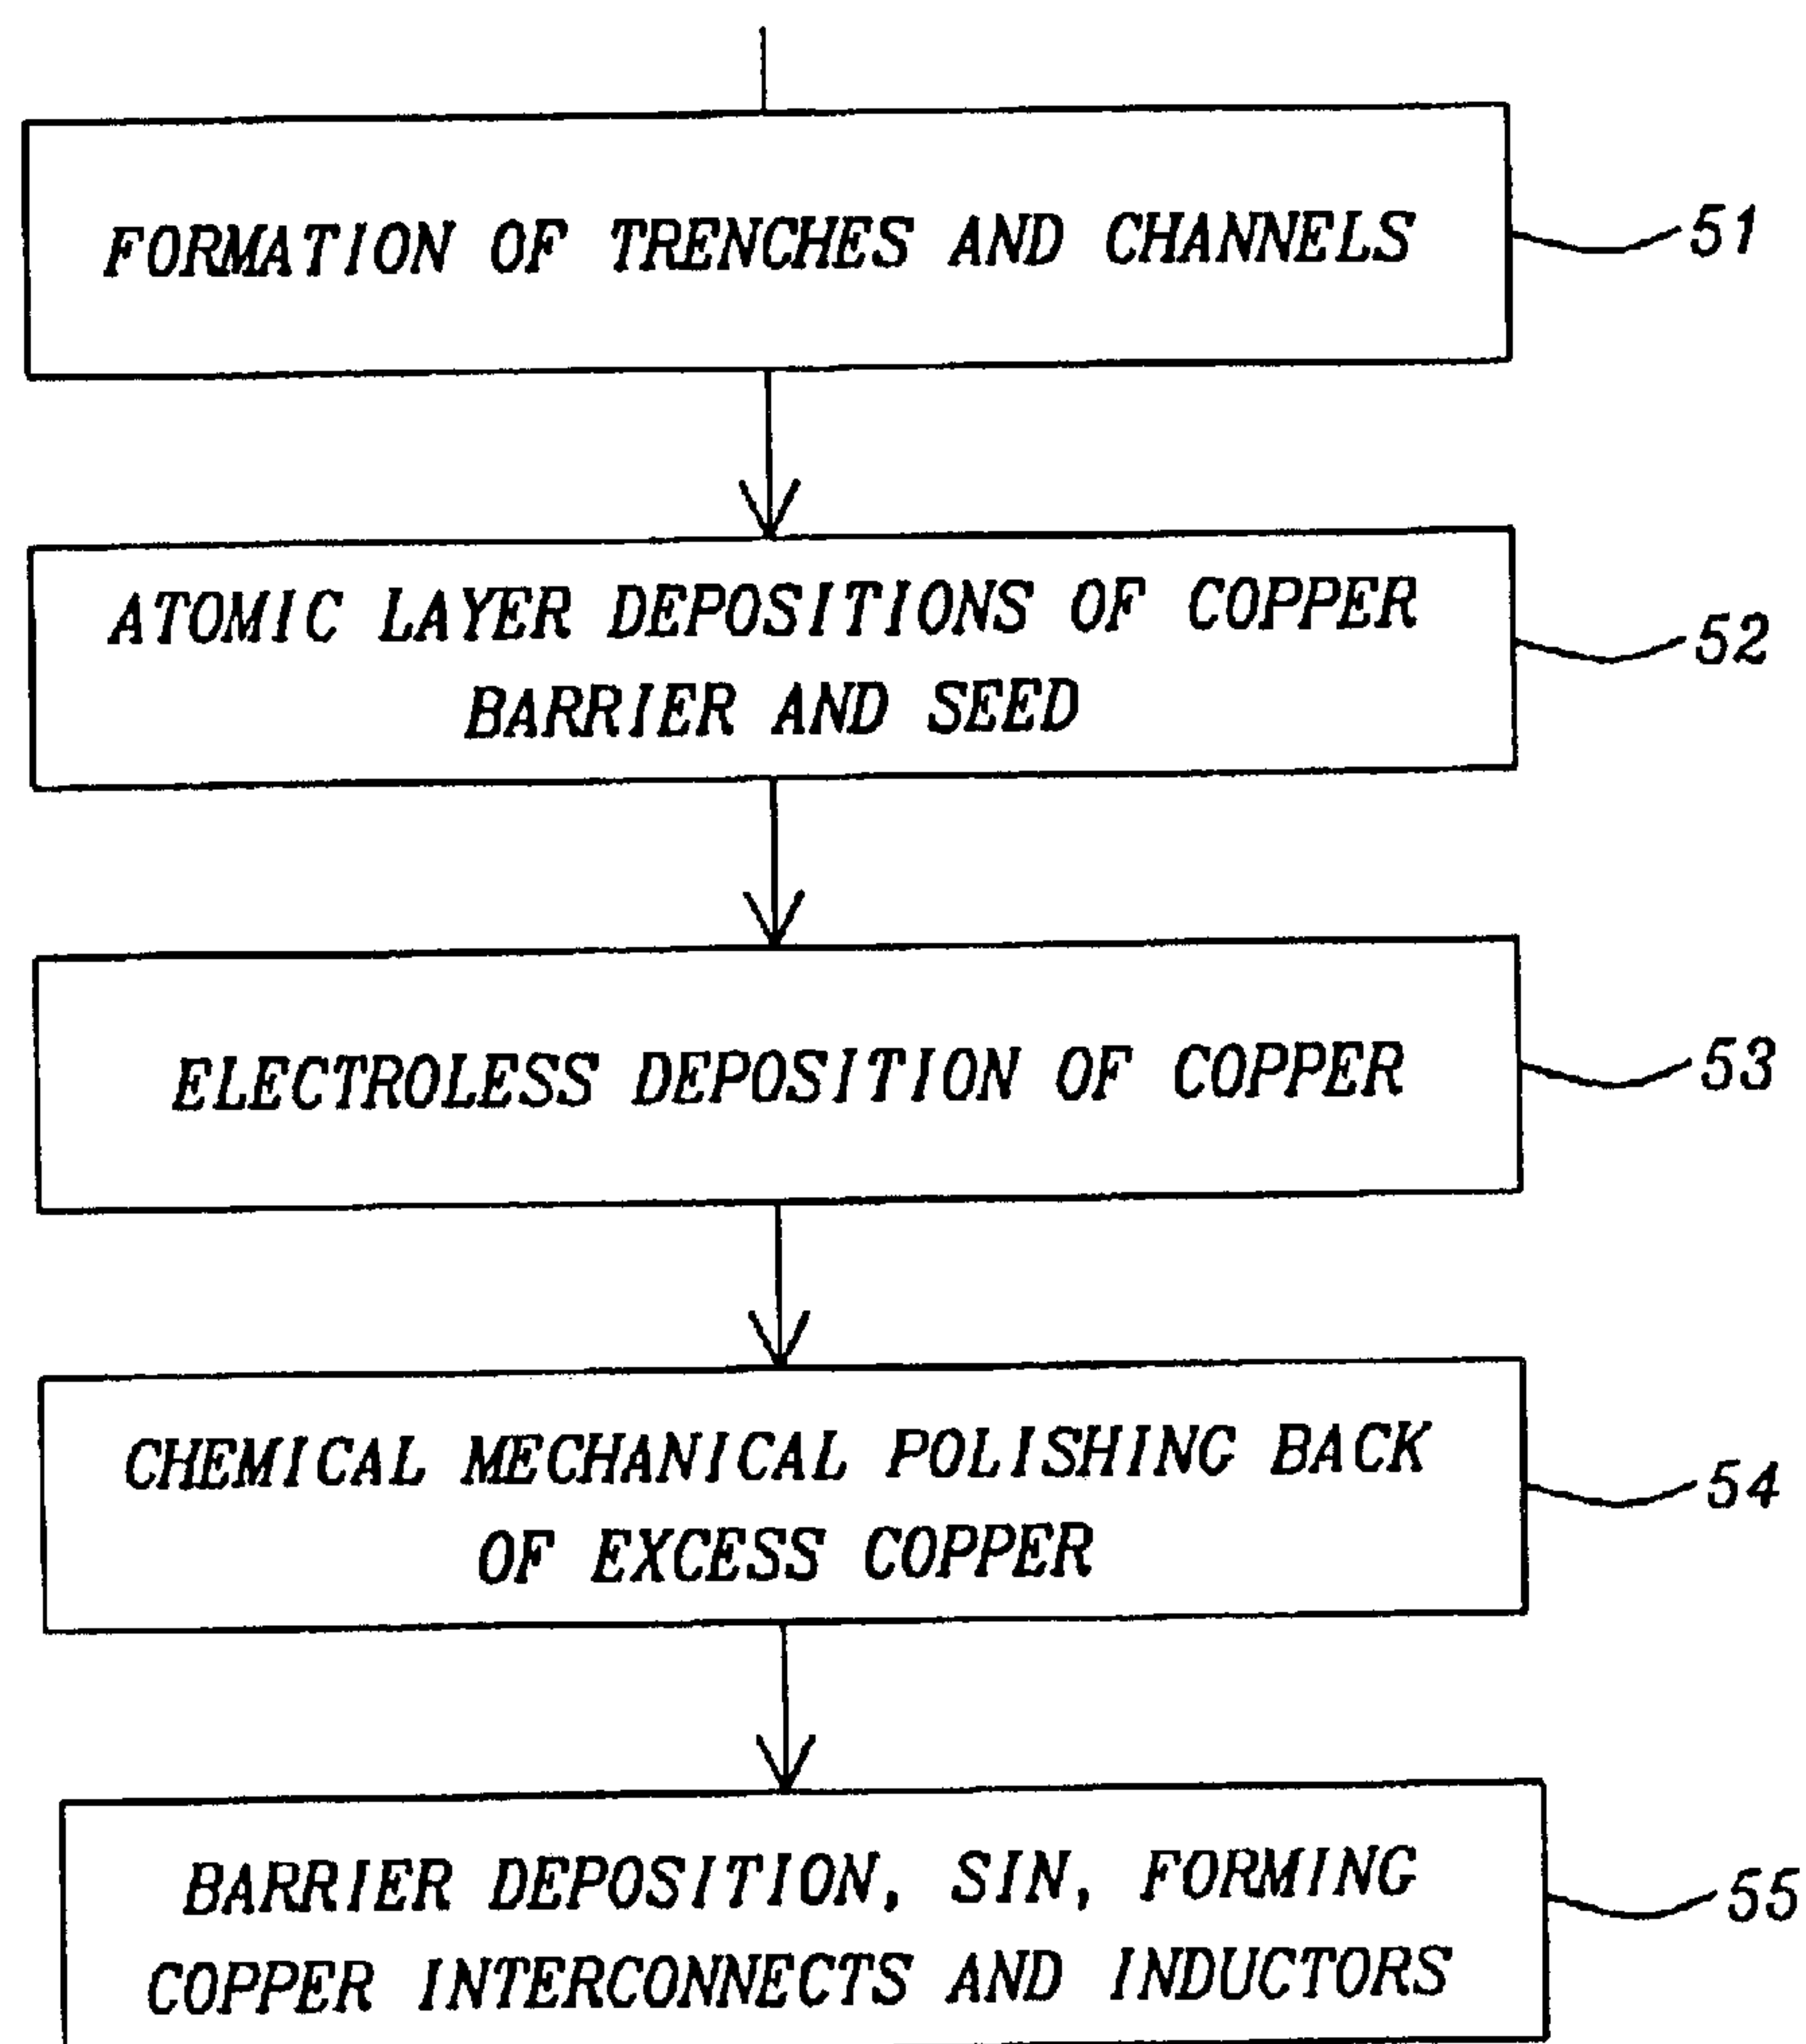 FORMATION OF TRENCHES AND CHANNELS
51
ATOMIC LAYER DEPOSITIONS OF COPPER
BARRIER AND SEED
52
ELECTROLESS DEPOSITION OF COPPER
53
CHEMICAL MECHANICAL POLISHING BACK
OF EXCESS COPPER
54
BARRIER DEPOSITION, SIN, FORMING
COPPER INTERCONNECTS AND INDUCTORS
55